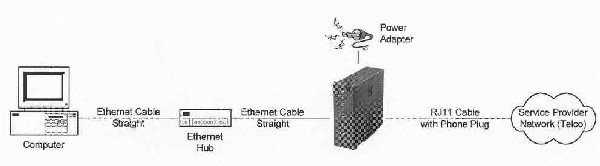 Power
Adapter
Ethernet Cable
Straight
Ethernet Cable
Straight
RJ11 Cable
with Phone Plug
Service Provider
Network (Telco)
Computer
Ethernet
Hub